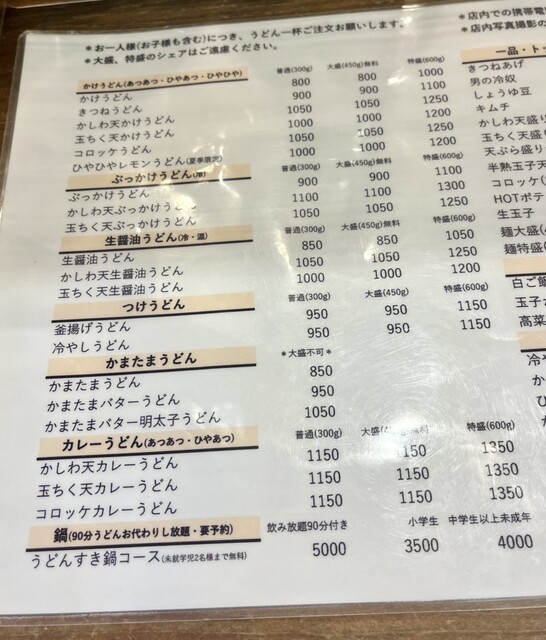 *お一人様(お子様も含む)につき、うどん一杯ご注文お願いします。
*大盛、特盛のシェアはご遠慮ください。
かけうどん(あつあつ・ひやあつ・ひやひや) 普通(300g) 大盛(450g)無料 特盛(600g)
かけうどん 800 800 1000
きつねうどん 900 900 1100
かしわ天かけうどん 1050 1050 1250
玉ちく天かけうどん 1000 1000 1200
コロッケうどん
ひやひやレモンうどん(夏季限定) 1000 1000 1200
ぶっかけうどん(冷) 普通(300g) 大盛(450g)無料 特盛(600g)
ぶっかけうどん 900 900 1100
かしわ天ぶっかけうどん 1100 1100 1300
玉ちく天ぶっかけうどん 1050 1050 1250
生醤油うどん(冷・温) 普通(300g) 大盛(450g)無料 特盛(600g)
生醤油うどん 850 850 1050
かしわ天生醤油うどん 1050 1050 1250
玉ちく天生醤油うどん 1000 1000 1200
つけうどん 普通(300g) 大盛(450g) 特盛(600g)
釜揚げうどん 950 950 1150
冷やしうどん 950 950 1150
かまたまうどん *大盛不可*
かまたまうどん 850
かまたまバターうどん 950
かまたまバター明太子うどん 1050
カレーうどん(あつあつ・ひやあつ) 普通(300g) 特盛(600g)
かしわ天カレーうどん 1150 1150 1350
玉ちく天カレーうどん 1150 1150 1350
コロッケカレーうどん 1150 1150 1350
鍋(90分うどんお代わりし放題・要予約) 飲み放題90分付き 小学生 中学生以上未成年
うどんすき鍋コース(未就学児2名様まで無料) 5000 3500 4000
*店内での携帯電
*店内写真撮影の
一品・ト
きつねあげ
男の冷奴
しょうゆ豆
キムチ
かしわ天盛り
玉ちく天盛
天ぷら盛り
半熟玉子天
コロッケ
HOTポテ
生玉子
麺大盛
麺特盛
白ご飯
玉子
高菜
冷や
か
ひ